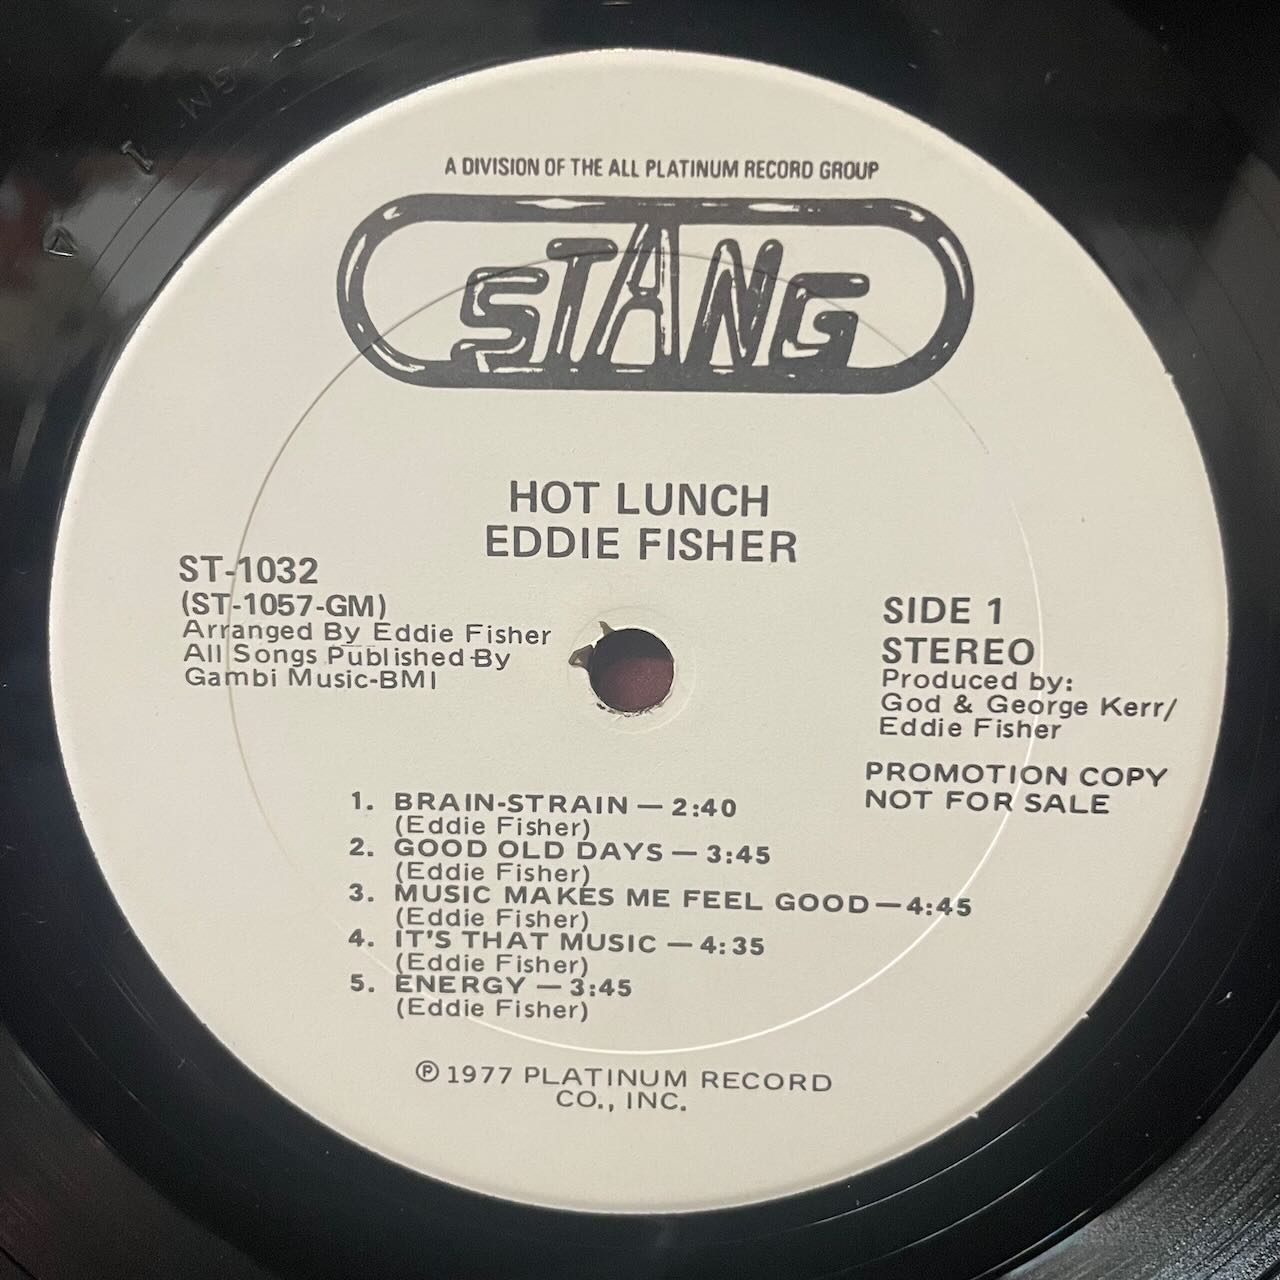 A DIVISION OF THE ALL PLATINUM RECORD GROUP
STANG
HOT LUNCH
EDDIE FISHER
ST-1032
(ST-1057-GM)
Arranged By Eddie Fisher
All Songs Published By
Gambi Music-BMI
SIDE 1
STEREO
Produced by:
God & George Kerr/
Eddie Fisher
PROMOTION COPY
NOT FOR SALE
1. BRAIN-STRAIN — 2:40
(Eddie Fisher)
2. GOOD OLD DAYS — 3:45
(Eddie Fisher)
3. MUSIC MAKES ME FEEL GOOD — 4:45
(Eddie Fisher)
4. IT'S THAT MUSIC — 4:35
(Eddie Fisher)
5. ENERGY — 3:45
(Eddie Fisher)
℗ 1977 PLATINUM RECORD
CO., INC.